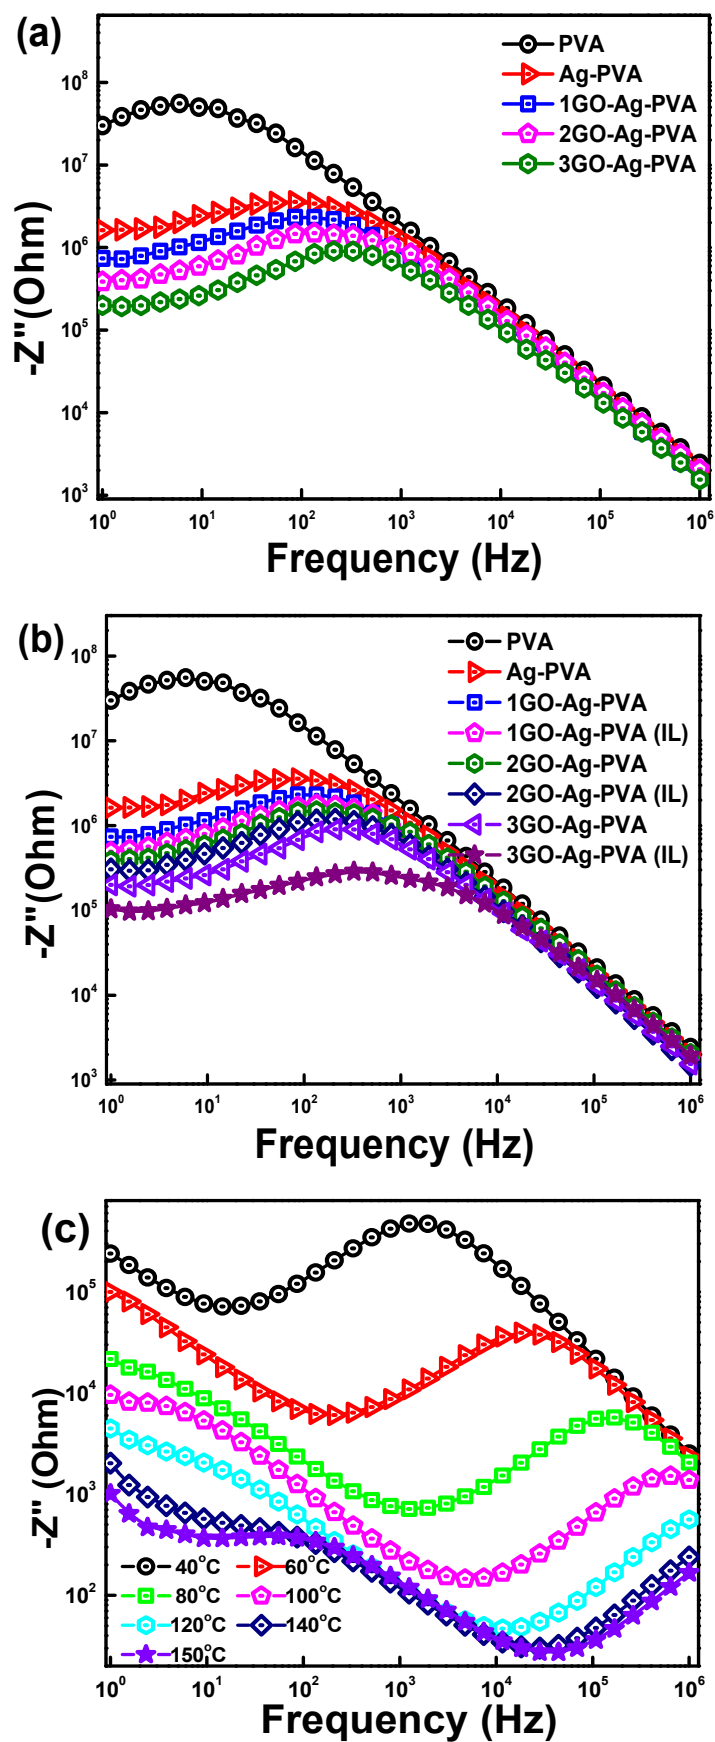 (a)
PVA
Ag-PVA
1GO-Ag-PVA
2GO-Ag-PVA
3GO-Ag-PVA
-Z"(Ohm)
10⁸
10⁷
10⁶
10⁵
10⁴
10³
10⁰ 10¹ 10² 10³ 10⁴ 10⁵ 10⁶
Frequency (Hz)
(b)
PVA
Ag-PVA
1GO-Ag-PVA
1GO-Ag-PVA (IL)
2GO-Ag-PVA
2GO-Ag-PVA (IL)
3GO-Ag-PVA
3GO-Ag-PVA (IL)
-Z"(Ohm)
10⁸
10⁷
10⁶
10⁵
10⁴
10³
10⁰ 10¹ 10² 10³ 10⁴ 10⁵ 10⁶
Frequency (Hz)
(c)
-Z" (Ohm)
10⁵
10⁴
10³
10²
40°C 60°C
80°C 100°C
120°C 140°C
150°C
10⁰ 10¹ 10² 10³ 10⁴ 10⁵ 10⁶
Frequency (Hz)